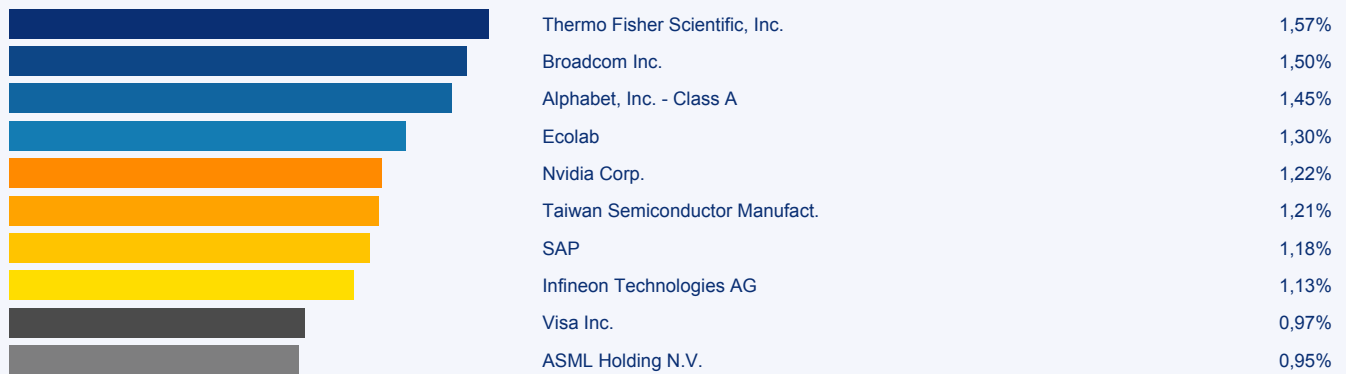 Thermo Fisher Scientific, Inc. 1,57%
Broadcom Inc. 1,50%
Alphabet, Inc. - Class A 1,45%
Ecolab 1,30%
Nvidia Corp. 1,22%
Taiwan Semiconductor Manufact. 1,21%
SAP 1,18%
Infineon Technologies AG 1,13%
Visa Inc. 0,97%
ASML Holding N.V. 0,95%